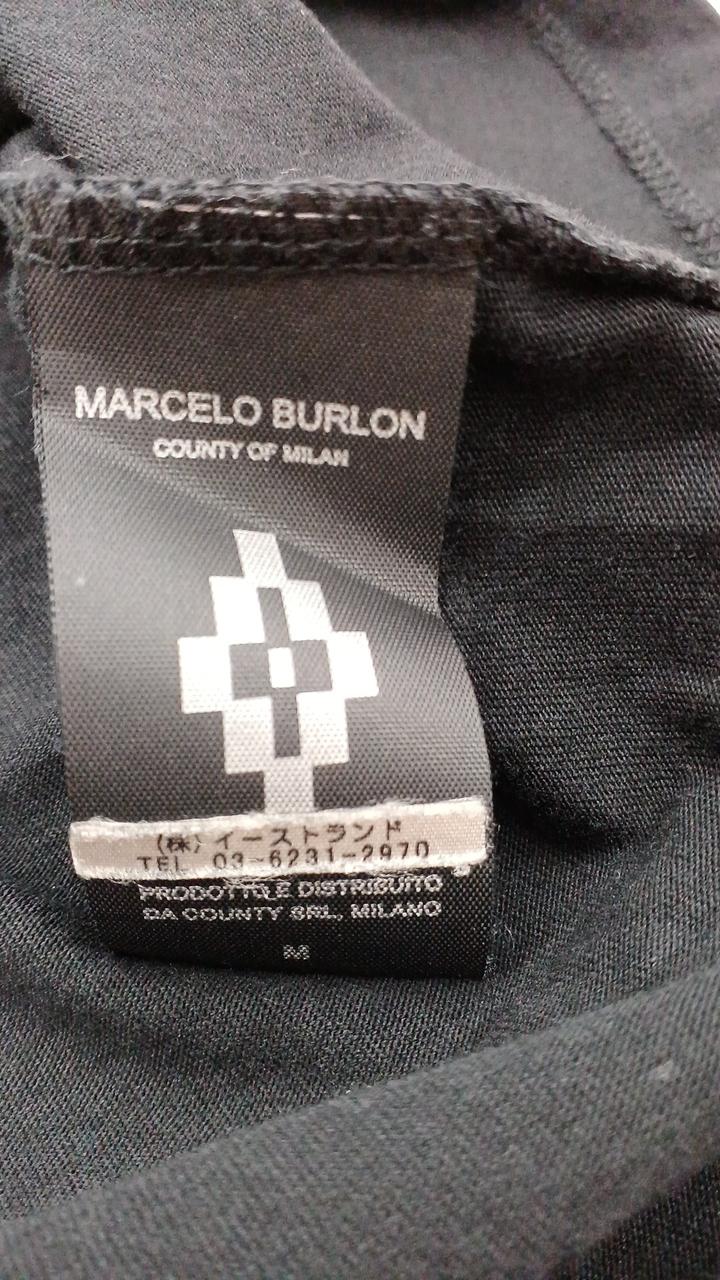 MARCELO BURLON
COUNTY OF MILAN
(株) イーストランド
TEL 03-6231-2970
PRODOTTO E DISTRIBUITO
DA COUNTY SRL, MILANO
M